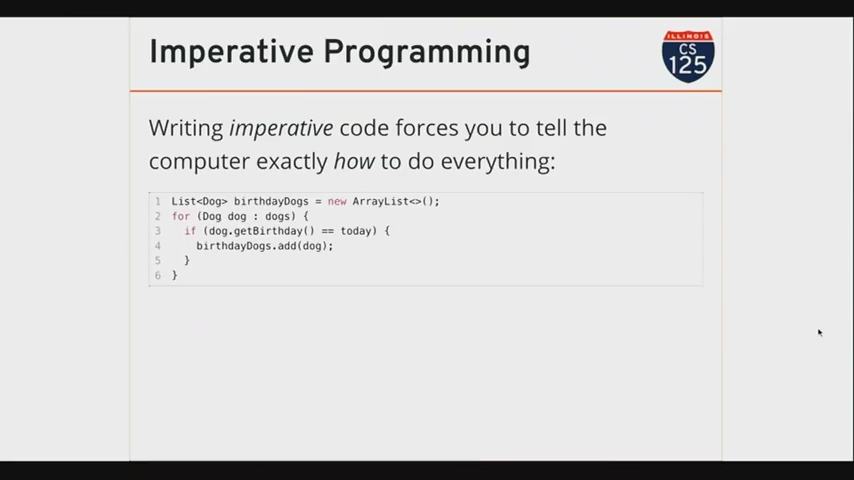 Imperative Programming
ILLINOIS
CS
125
Writing imperative code forces you to tell the
computer exactly how to do everything:
1 List<Dog> birthdayDogs = new ArrayList<>();
2 for (Dog dog : dogs) {
3   if (dog.getBirthday() == today) {
4     birthdayDogs.add(dog);
5   }
6 }